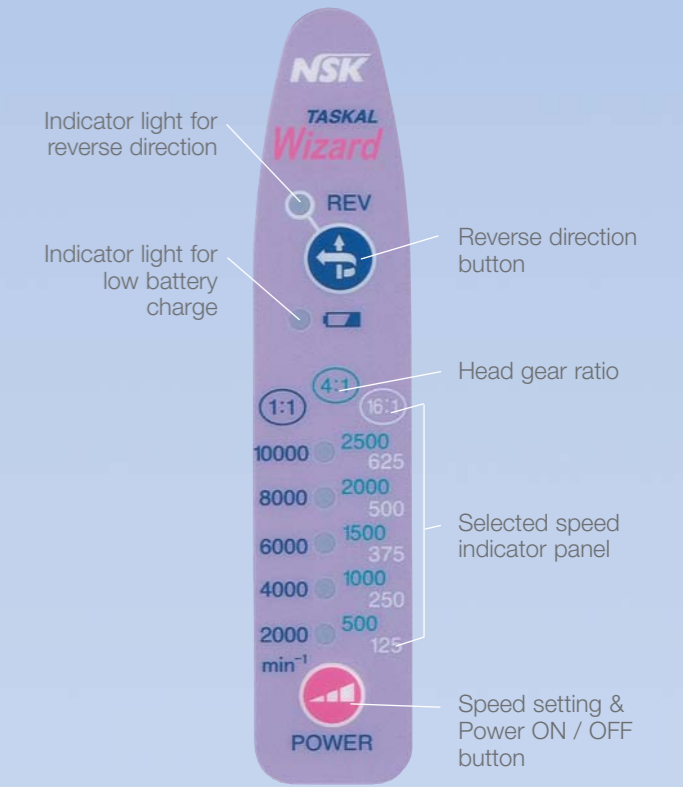 NSK
TASKAL
Wizard
Indicator light for
reverse direction
REV
Reverse direction
button
Indicator light for
low battery
charge
Head gear ratio
1:1
4:1
16:1
10000
2500
625
8000
2000
500
6000
1500
375
4000
1000
250
2000
500
125
min⁻¹
Selected speed
indicator panel
POWER
Speed setting &
Power ON / OFF
button